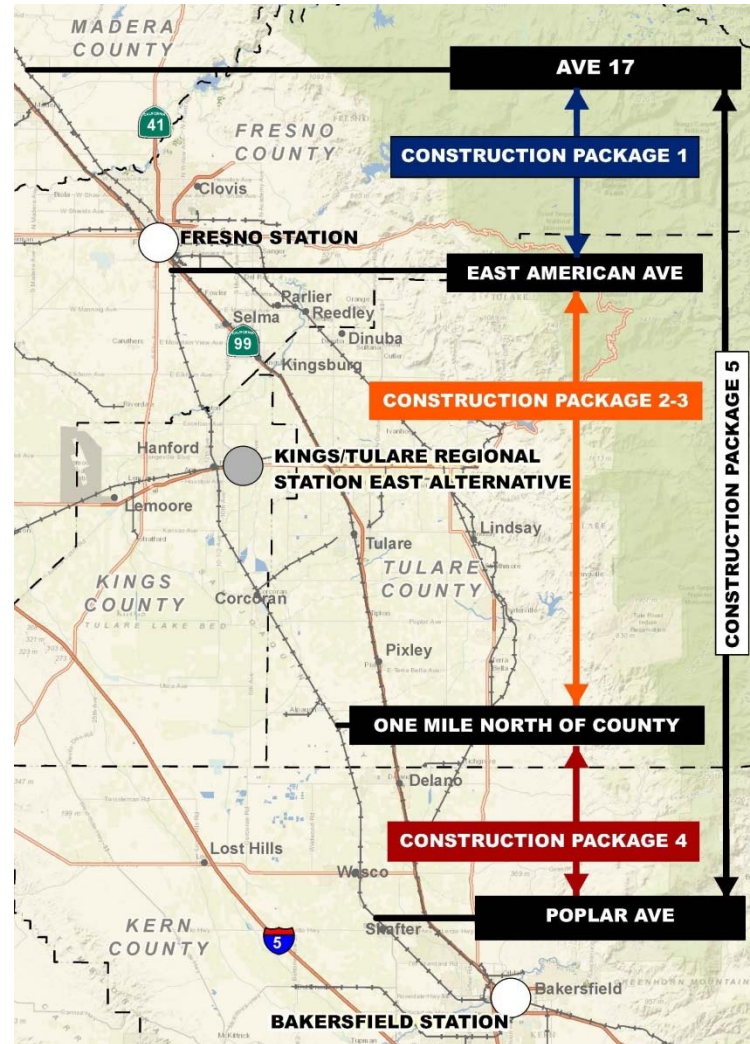 MADERA
COUNTY
AVE 17
CALIFORNIA
41
FRESNO
COUNTY
CONSTRUCTION PACKAGE 1
Clovis
FRESNO STATION
EAST AMERICAN AVE
Parlier
Reedley
Selma
Dinuba
CALIFORNIA
99
Kingsburg
CONSTRUCTION PACKAGE 2-3
CONSTRUCTION PACKAGE 5
Hanford
KINGS/TULARE REGIONAL
STATION EAST ALTERNATIVE
Lemoore
Lindsay
Tulare
KINGS
COUNTY
TULARE
COUNTY
Corcoran
TULARE LAKE BED
Pixley
ONE MILE NORTH OF COUNTY
Delano
CONSTRUCTION PACKAGE 4
Lost Hills
Wasco
POPLAR AVE
KERN
COUNTY
5
Shafter
Bakersfield
BAKERSFIELD STATION